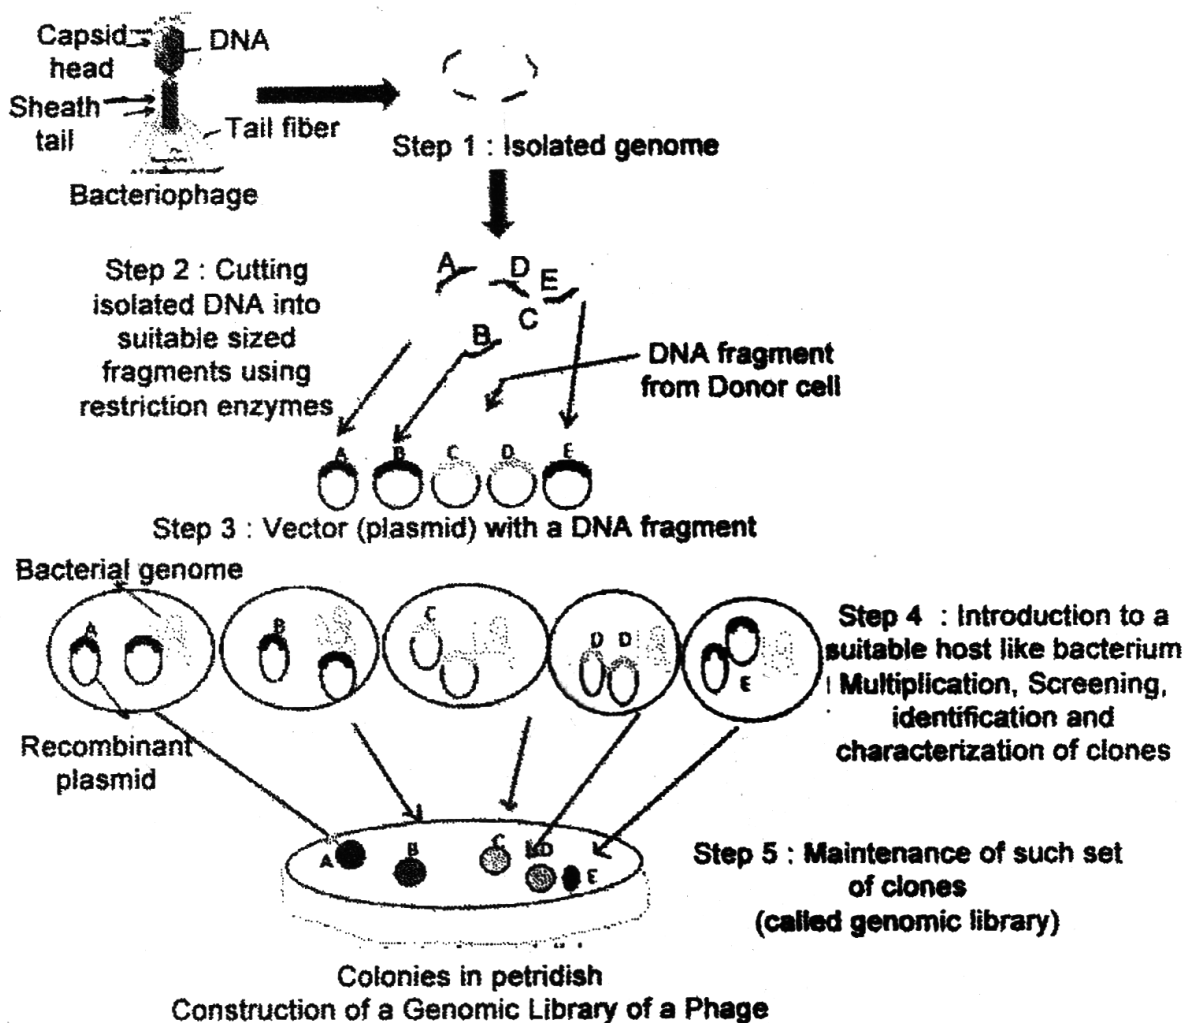 Capsid
head
DNA
Sheath
tail
Tail fiber
Bacteriophage
Step 1 : Isolated genome
Step 2 : Cutting
isolated DNA into
suitable sized
fragments using
restriction enzymes
A
D
E
C
B
DNA fragment
from Donor cell
A B C D E
Step 3 : Vector (plasmid) with a DNA fragment
Bacterial genome
A
B
C
D D
E
Recombinant
plasmid
Step 4 : Introduction to a
suitable host like bacterium
Multiplication, Screening,
identification and
characterization of clones
A
B
C
D
E
Step 5 : Maintenance of such set
of clones
(called genomic library)
Colonies in petridish
Construction of a Genomic Library of a Phage